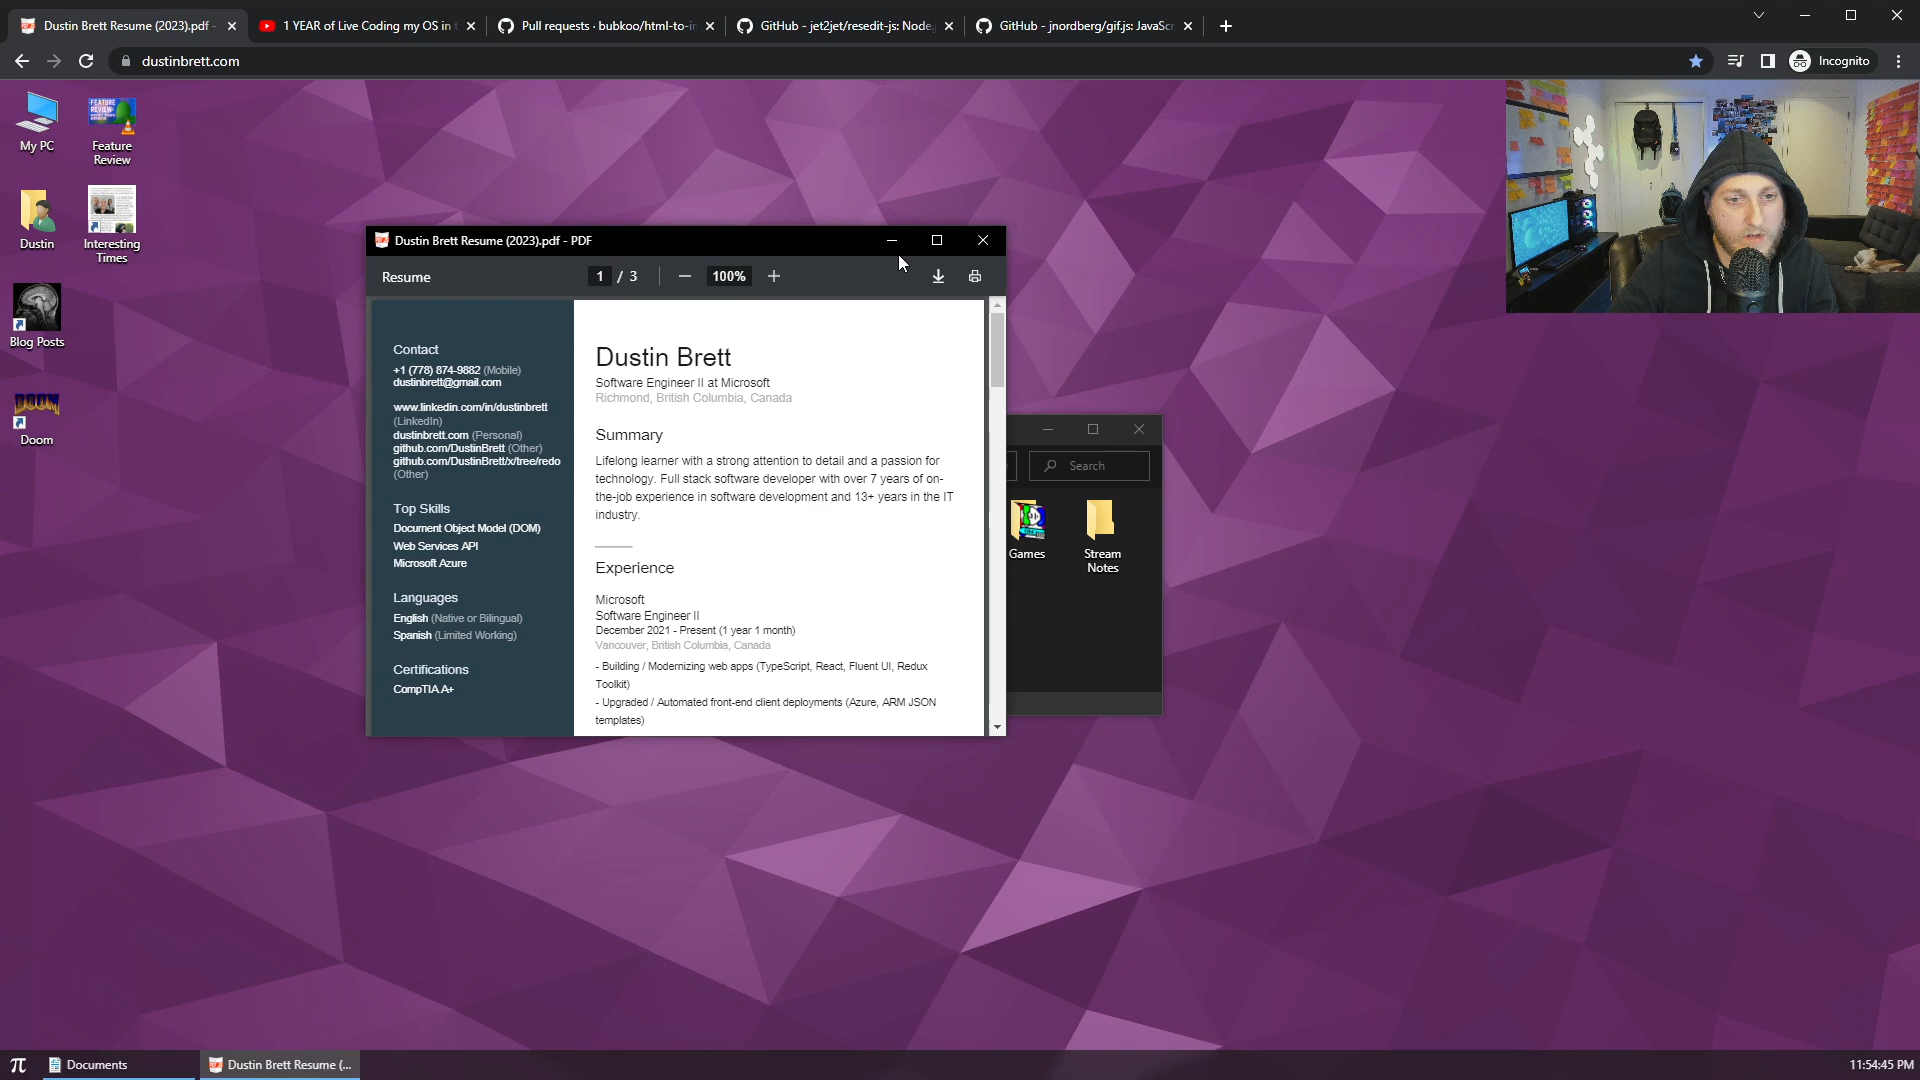 Dustin Brett Resume (2023).pdf -
1 YEAR of Live Coding my OS in
Pull requests · bubkoo/html-to-i
GitHub - jet2jet/resedit-js: Node.
GitHub - jnordberg/gif.js: JavaSc
dustinbrett.com
Incognito
My PC
Feature
Review
FEATURE
REVIEW
Dustin
Interesting
Times
Blog Posts
DOOM
Doom
Dustin Brett Resume (2023).pdf - PDF
Resume
1 / 3
100%
Contact
+1 (778) 874-9882 (Mobile)
dustinbrett@gmail.com
www.linkedin.com/in/dustinbrett
(LinkedIn)
dustinbrett.com (Personal)
github.com/DustinBrett (Other)
github.com/DustinBrett/x/tree/redo
(Other)
Top Skills
Document Object Model (DOM)
Web Services API
Microsoft Azure
Languages
English (Native or Bilingual)
Spanish (Limited Working)
Certifications
CompTIA A+
Dustin Brett
Software Engineer II at Microsoft
Richmond, British Columbia, Canada
Summary
Lifelong learner with a strong attention to detail and a passion for
technology. Full stack software developer with over 7 years of on-
the-job experience in software development and 13+ years in the IT
industry.
Experience
Microsoft
Software Engineer II
December 2021 - Present (1 year 1 month)
Vancouver, British Columbia, Canada
- Building / Modernizing web apps (TypeScript, React, Fluent UI, Redux
Toolkit)
- Upgraded / Automated front-end client deployments (Azure, ARM JSON
templates)
Search
Games
Stream
Notes
Documents
Dustin Brett Resume (...
11:54:45 PM